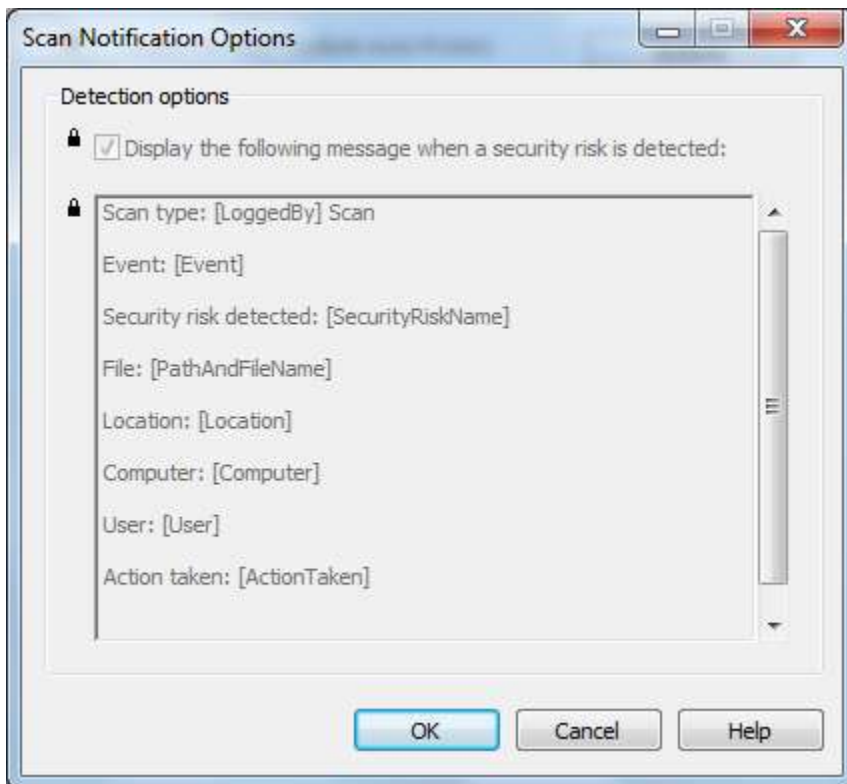 Scan Notification Options
Detection options
Display the following message when a security risk is detected:
Scan type: [LoggedBy] Scan
Event: [Event]
Security risk detected: [SecurityRiskName]
File: [PathAndFileName]
Location: [Location]
Computer: [Computer]
User: [User]
Action taken: [ActionTaken]
OK
Cancel
Help